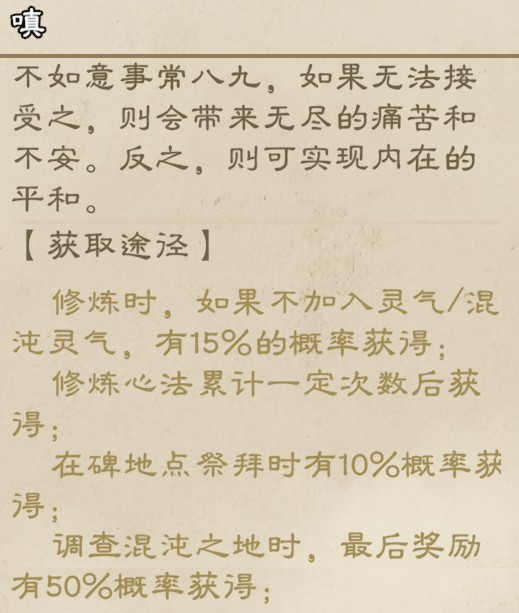 嗔
不如意事常八九，如果无法接
受之，则会带来无尽的痛苦和
不安。反之，则可实现内在的
平和。
【获取途径】
修炼时，如果不加入灵气/混
沌灵气，有15%的概率获得；
修炼心法累计一定次数后获
得；
在碑地点祭拜时有10%概率获
得；
调查混沌之地时，最后奖励
有50%概率获得；